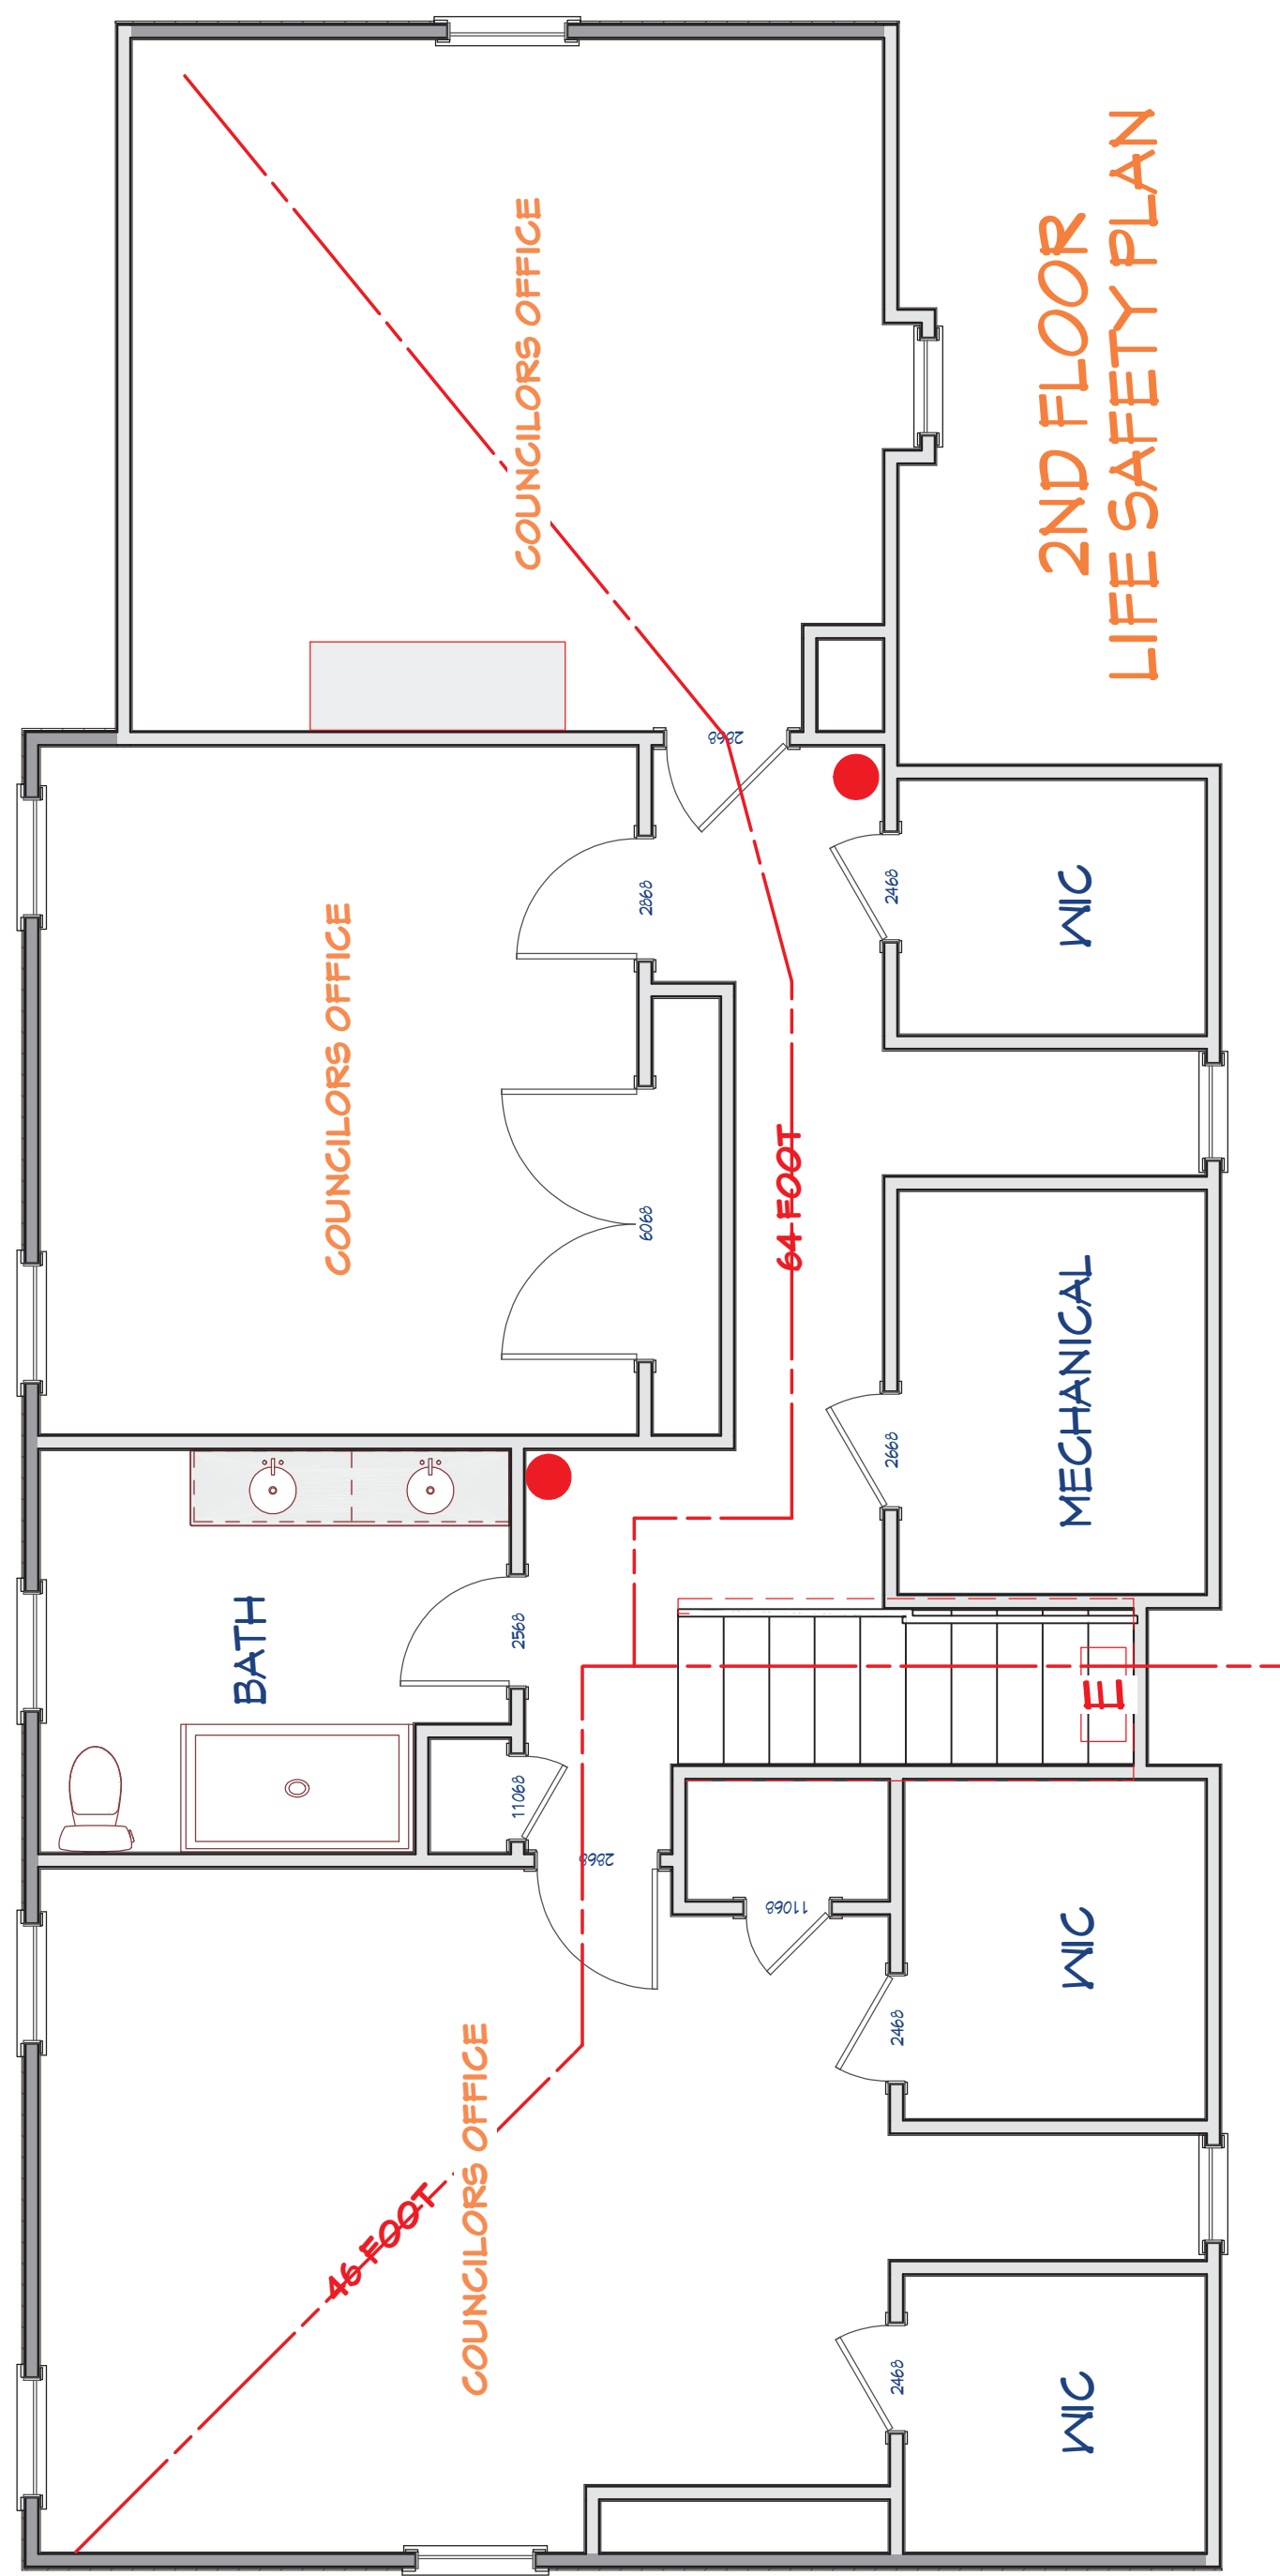 2ND FLOOR
LIFE SAFETY PLAN
COUNCILORS OFFICE
2868
2868
COUNCILORS OFFICE
2468
WIC
6068
64 FOOT
2668
MECHANICAL
BATH
2568
E
11068
2868
11068
2468
WIC
COUNCILORS OFFICE
46 FOOT
2468
WIC